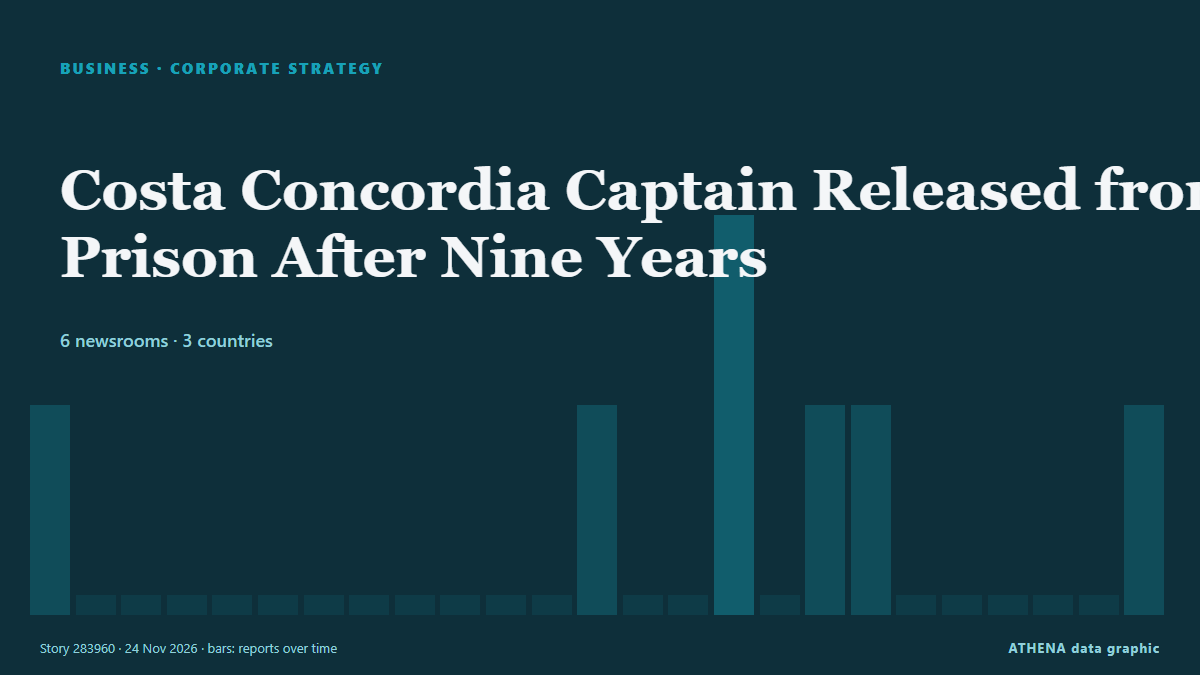 BUSINESS · CORPORATE STRATEGY
Costa Concordia Captain Released
Prison After Nine Years
6 newsrooms · 3 countries
Story 283960 · 24 Nov 2026 · bars: reports over time
ATHENA data graphic